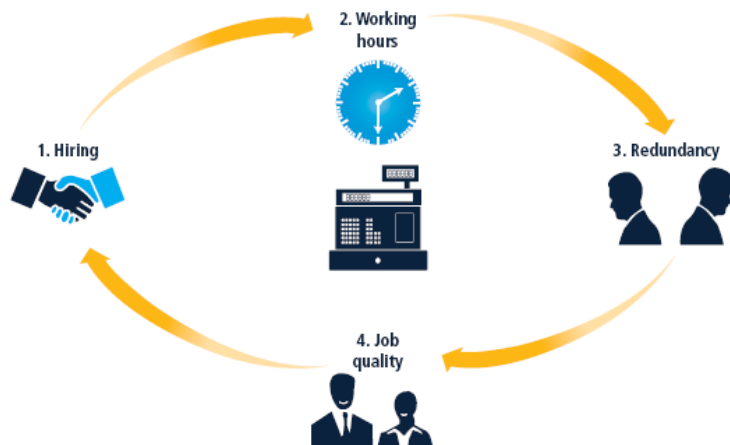 2. Working
hours
1. Hiring
3. Redundancy
4. Job
quality